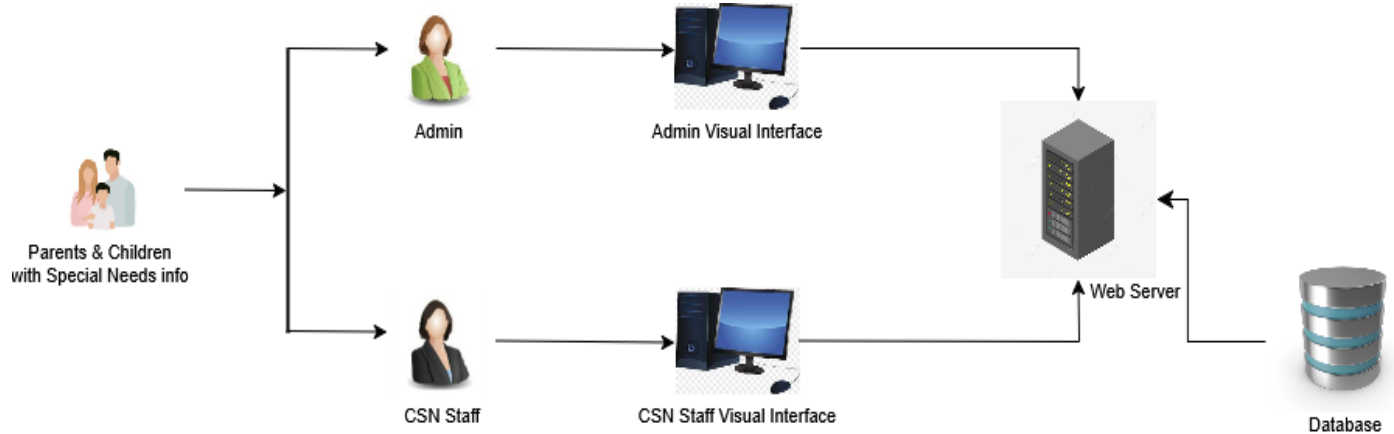 Admin
Admin Visual Interface
Parents & Children
with Special Needs info
Web Server
CSN Staff
CSN Staff Visual Interface
Database